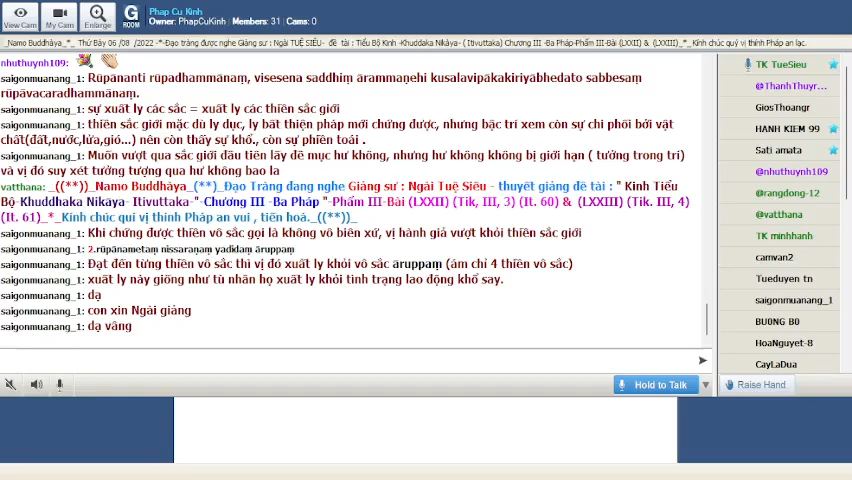 Phap Cu Kinh
Owner: PhapCuKinh | Members: 31 | Cams: 0
View Cam
My Cam
Enlarge
G
ROOM
_Namo Buddhāya_*_ Thứ Bảy 06 /08 /2022 -*-Đạo tràng được nghe Giảng sư : Ngài TUỆ SIÊU- đề tài : Tiểu Bộ Kinh -Khuddaka Nikàya- ( Itivuttaka) Chương III -Ba Pháp-Phẩm III-Bài (LXXII) & (LXXIII)_*_Kính chúc quí vị thính Pháp an lạc.
nhuthuynh109:
saigonmuanang_1: Rūpānanti rūpadhammānaṃ, visesena saddhiṃ ārammaṇehi kusalavipākakiriyābhedato sabbesaṃ
rūpāvacaradhammānaṃ.
saigonmuanang_1: sự xuất ly các sắc = xuất ly các thiền sắc giới
saigonmuanang_1: thiền sắc giới mặc dù ly dục, ly bất thiện pháp mới chứng được, nhưng bậc trí xem còn sự chi phối bởi vật
chất(đất,nước,lửa,gió...) nên còn thấy sự khổ., còn sự phiền toái .
saigonmuanang_1: Muốn vượt qua sắc giới đầu tiên lấy đề mục hư không, nhưng hư không không bị giới hạn ( tưởng trong trí)
và vị đó suy xét tưởng tượng qua hư không bao la
vatthana: _((**))_Namo Buddhàya_(**)_Đạo Tràng đang nghe Giảng sư : Ngài Tuệ Siêu - thuyết giảng đề tài : " Kinh Tiểu
Bộ-Khuddhaka Nikàya- Itivuttaka-"-Chương III -Ba Pháp "-Phẩm III-Bài (LXXII) (Tik, III, 3) (It. 60) & (LXXIII) (Tik. III, 4)
(It. 61)_*_Kính chúc quí vị thính Pháp an vui , tiến hoá._((**))_
saigonmuanang_1: Khi chứng được thiền vô sắc gọi là không vô biên xứ, vị hành giả vượt khỏi thiền sắc giới
saigonmuanang_1: 2.rūpānametaṃ nissaraṇaṃ yadidaṃ āruppaṃ.
saigonmuanang_1: Đạt đến từng thiền vô sắc thì vị đó xuất ly khỏi vô sắc āruppaṃ (ám chỉ 4 thiền vô sắc)
saigonmuanang_1: xuất ly này giống như tù nhân họ xuất ly khỏi tình trạng lao động khổ say.
saigonmuanang_1: dạ
saigonmuanang_1: con xin Ngài giảng
saigonmuanang_1: dạ vâng
Hold to Talk
TK TueSieu
@ThanhThuyr...
GiosThoangr
HANH KIEM 99
Sati amata
@nhuthuynh109
@rangdong-12
@vatthana
TK minhhanh
camvan2
Tueduyen tn
saigonmuanang_1
BU0NG B0
HoaNguyet-8
CayLaDua
Raise Hand